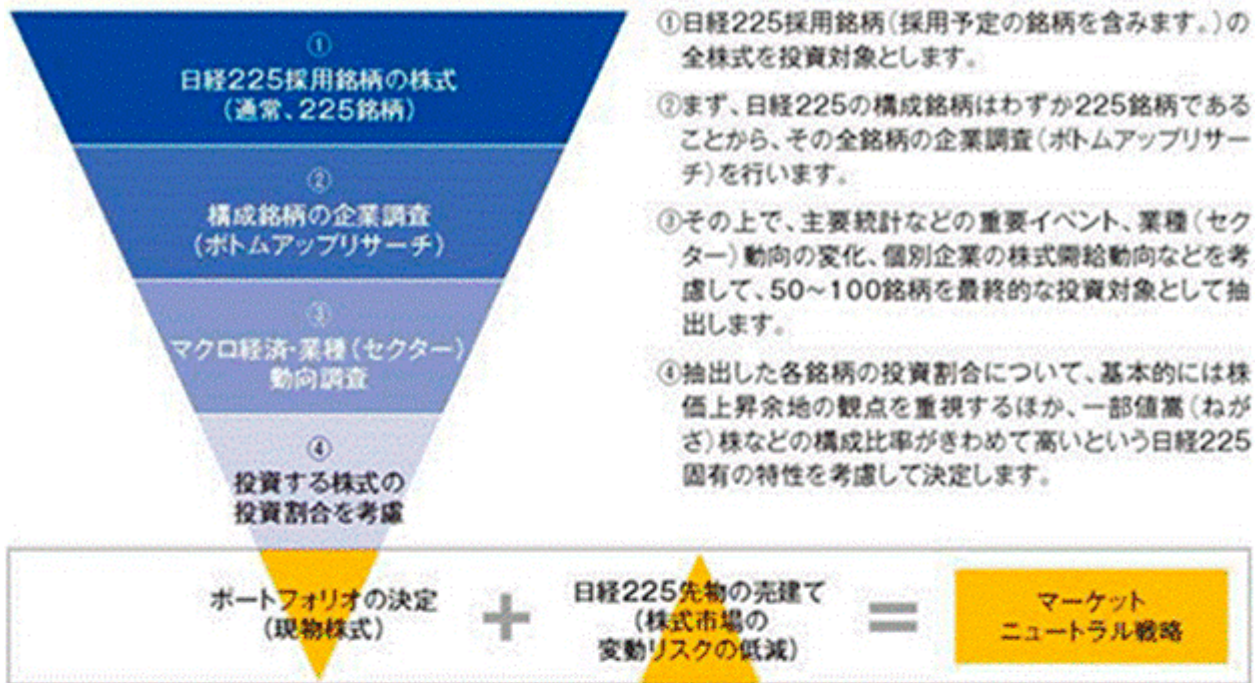 ①
日経225採用銘柄の株式
(通常、225銘柄)
②
構成銘柄の企業調査
(ボトムアップリサーチ)
③
マクロ経済・業種(セクター)
動向調査
④
投資する株式の
投資割合を考慮
①日経225採用銘柄(採用予定の銘柄を含みます。)の
全株式を投資対象とします。
②まず、日経225の構成銘柄はわずか225銘柄である
ことから、その全銘柄の企業調査(ボトムアップリサー
チ)を行います。
③その上で、主要統計などの重要イベント、業種(セク
ター)動向の変化、個別企業の株式需給動向などを考
慮して、50~100銘柄を最終的な投資対象として抽
出します。
④抽出した各銘柄の投資割合について、基本的には株
価上昇余地の観点を重視するほか、一部値嵩(ねが
さ)株などの構成比率がきわめて高いという日経225
固有の特性を考慮して決定します。
ポートフォリオの決定
(現物株式)
+
日経225先物の売建て
(株式市場の
変動リスクの低減)
=
マーケット
ニュートラル戦略